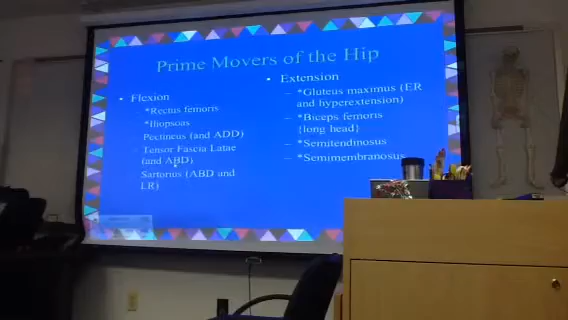 Prime Movers of the Hip
• Flexion
*Rectus femoris
*Iliopsoas
Pectineus (and ADD)
– Tensor Fascia Latae
(and ABD)
Sartorius (ABD and
LR)
• Extension
– *Gluteus maximus (ER
and hyperextension)
– *Biceps femoris
{long head}
– *Semitendinosus
– *Semimembranosus